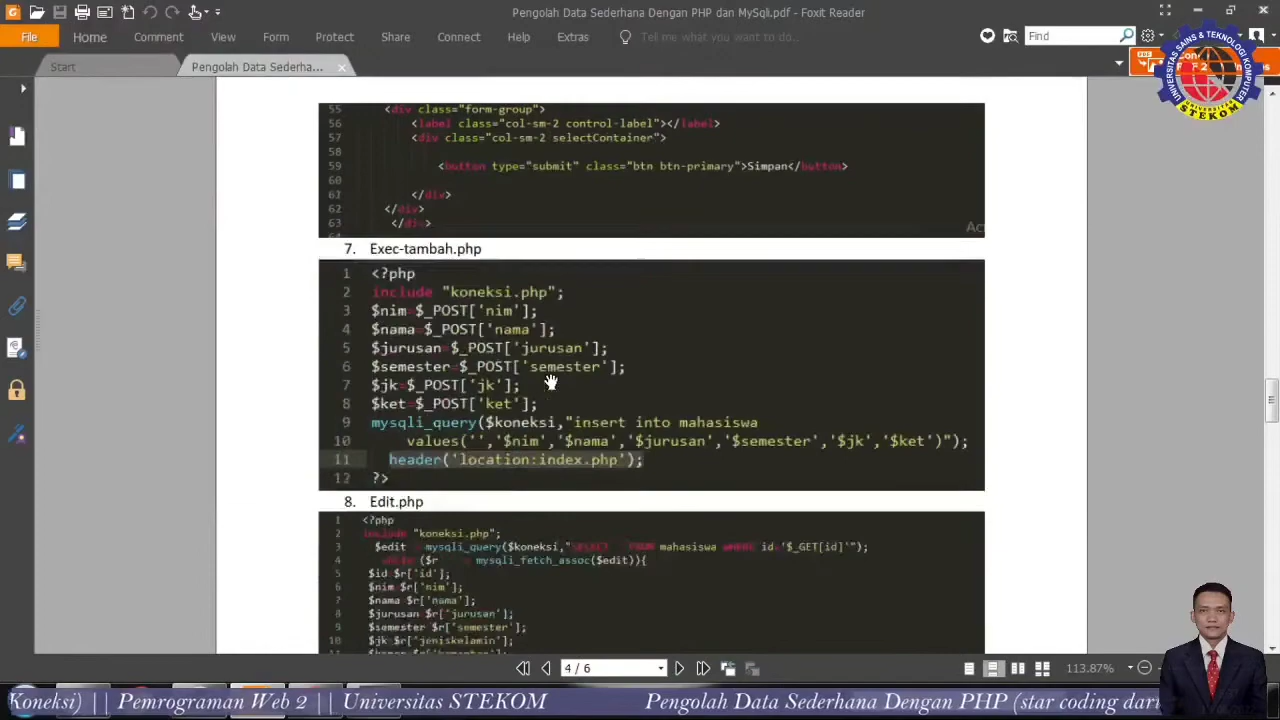 Pengolah Data Sederhana Dengan PHP dan MySqli.pdf - Foxit Reader
File Home Comment View Form Protect Share Connect Help Extras Tell me what you want to do... Find
Start Pengolah Data Sederha...
UNIVERSITAS SAINS & TEKNOLOGI KOMPUTER
UNIVERSITAS
STEKOM
55 <div class="form-group">
56 <label class="col-sm-2 control-label"></label>
57 <div class="col-sm-2 selectContainer">
58
59 <button type="submit" class="btn btn-primary">Simpan</button>
60
61 </div>
62 </div>
63 </div>
7. Exec-tambah.php
1 <?php
2 include "koneksi.php";
3 $nim=$_POST['nim'];
4 $nama=$_POST['nama'];
5 $jurusan=$_POST['jurusan'];
6 $semester=$_POST['semester'];
7 $jk=$_POST['jk'];
8 $ket=$_POST['ket'];
9 mysqli_query($koneksi,"insert into mahasiswa
10 values('','$nim','$nama','$jurusan','$semester','$jk','$ket')");
11 header('location:index.php');
12 ?>
8. Edit.php
1 <?php
2 include "koneksi.php";
3 $edit mysqli_query($koneksi,"SELECT FROM mahasiswa WHERE id='$_GET[id]'");
4 ($r mysqli_fetch_assoc($edit)){
5 $id $r['id'];
6 $nim $r['nim'];
7 $nama $r['nama'];
8 $jurusan $r['jurusan'];
9 $semester $r['semester'];
10 $jk $r['jeniskelamin'];
4 / 6 113.87%
Koneksi) || Pemrograman Web 2 || Universitas STEKOM Pengolah Data Sederhana Dengan PHP (star coding dari